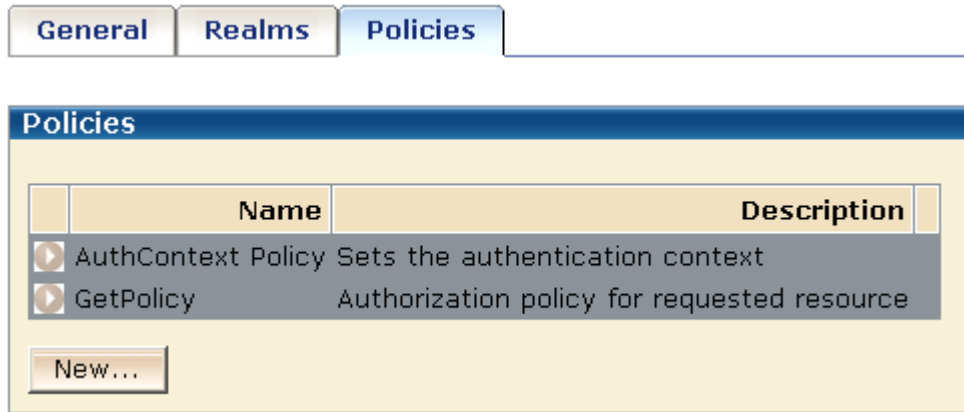 General Realms Policies
Policies
Name Description
AuthContext Policy Sets the authentication context
GetPolicy Authorization policy for requested resource
New...